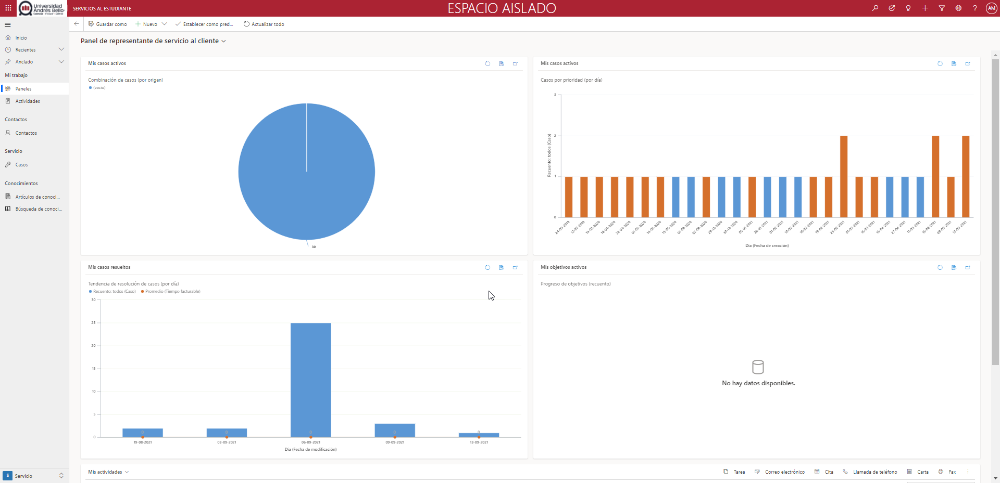 Universidad
Andrés Bello
SERVICIOS AL ESTUDIANTE
ESPACIO AISLADO
AM
Guardar como
Nuevo
Establecer como pred...
Actualizar todo
Inicio
Recientes
Anclado
Mi trabajo
Paneles
Actividades
Contactos
Contactos
Servicio
Casos
Conocimientos
Artículos de conoci...
Búsqueda de conoci...
S Servicio
Panel de representante de servicio al cliente
Mis casos activos
Combinación de casos (por origen)
(vacío)
30
Mis casos activos
Casos por prioridad (por día)
3
2
1
0
Recuento: todos (Caso)
24-09-2018
12-07-2019
19-02-2020
16-04-2020
22-04-2020
01-05-2020
14-05-2020
15-06-2020
01-09-2020
07-09-2020
29-12-2020
30-12-2020
05-01-2021
28-01-2021
01-02-2021
10-02-2021
18-02-2021
19-02-2021
25-02-2021
01-03-2021
16-03-2021
16-04-2021
27-04-2021
11-05-2021
16-08-2021
09-09-2021
13-09-2021
Día (Fecha de creación)
Mis casos resueltos
Tendencia de resolución de casos (por día)
Recuento: todos (Caso) Promedio (Tiempo facturable)
30
25
20
15
10
5
0
0 0 0 0 0
19-08-2021 03-09-2021 06-09-2021 09-09-2021 13-09-2021
Día (Fecha de modificación)
Mis objetivos activos
Progreso de objetivos (recuento)
No hay datos disponibles.
Mis actividades
Tarea
Correo electrónico
Cita
Llamada de teléfono
Carta
Fax